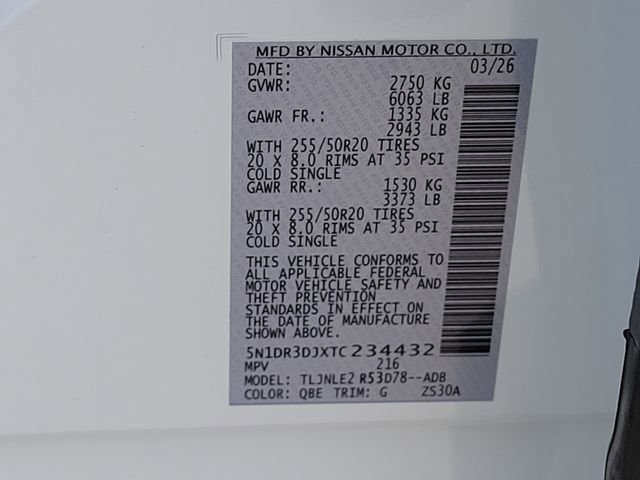 MFD BY NISSAN MOTOR CO., LTD.
DATE: 03/26
GVWR: 2750 KG
6063 LB
GAWR FR.: 1335 KG
2943 LB
WITH 255/50R20 TIRES
20 X 8.0 RIMS AT 35 PSI
COLD SINGLE
GAWR RR.: 1530 KG
3373 LB
WITH 255/50R20 TIRES
20 X 8.0 RIMS AT 35 PSI
COLD SINGLE
THIS VEHICLE CONFORMS TO
ALL APPLICABLE FEDERAL
MOTOR VEHICLE SAFETY AND
THEFT PREVENTION
STANDARDS IN EFFECT ON
THE DATE OF MANUFACTURE
SHOWN ABOVE.
5N1DR3DJXTC234432
MPV 216
MODEL: TLJNLE2 R53D78--ADB
COLOR: QBE TRIM: G ZS30A